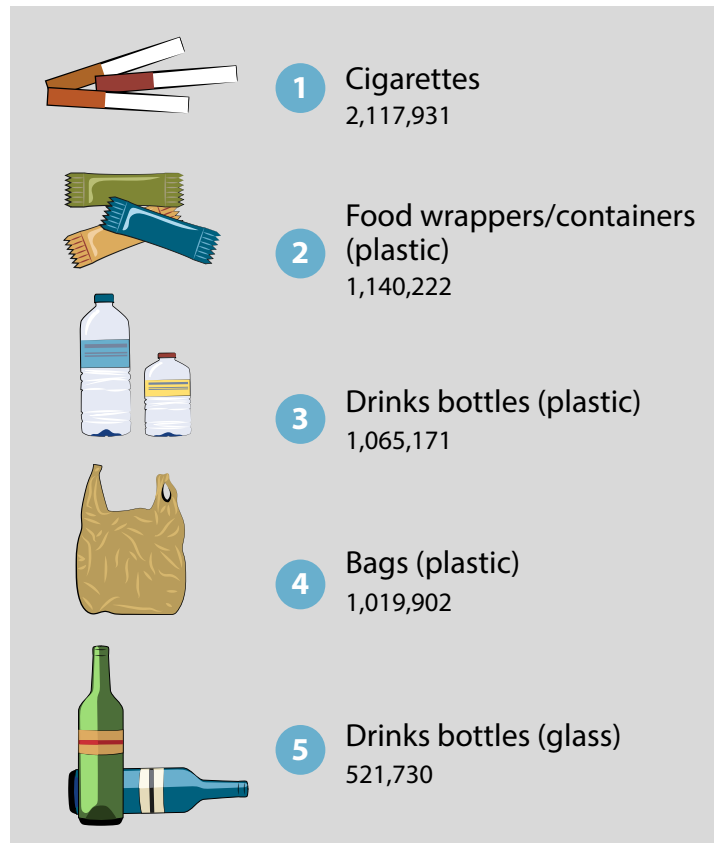 1
Cigarettes
2,117,931
2
Food wrappers/containers
(plastic)
1,140,222
3
Drinks bottles (plastic)
1,065,171
4
Bags (plastic)
1,019,902
5
Drinks bottles (glass)
521,730